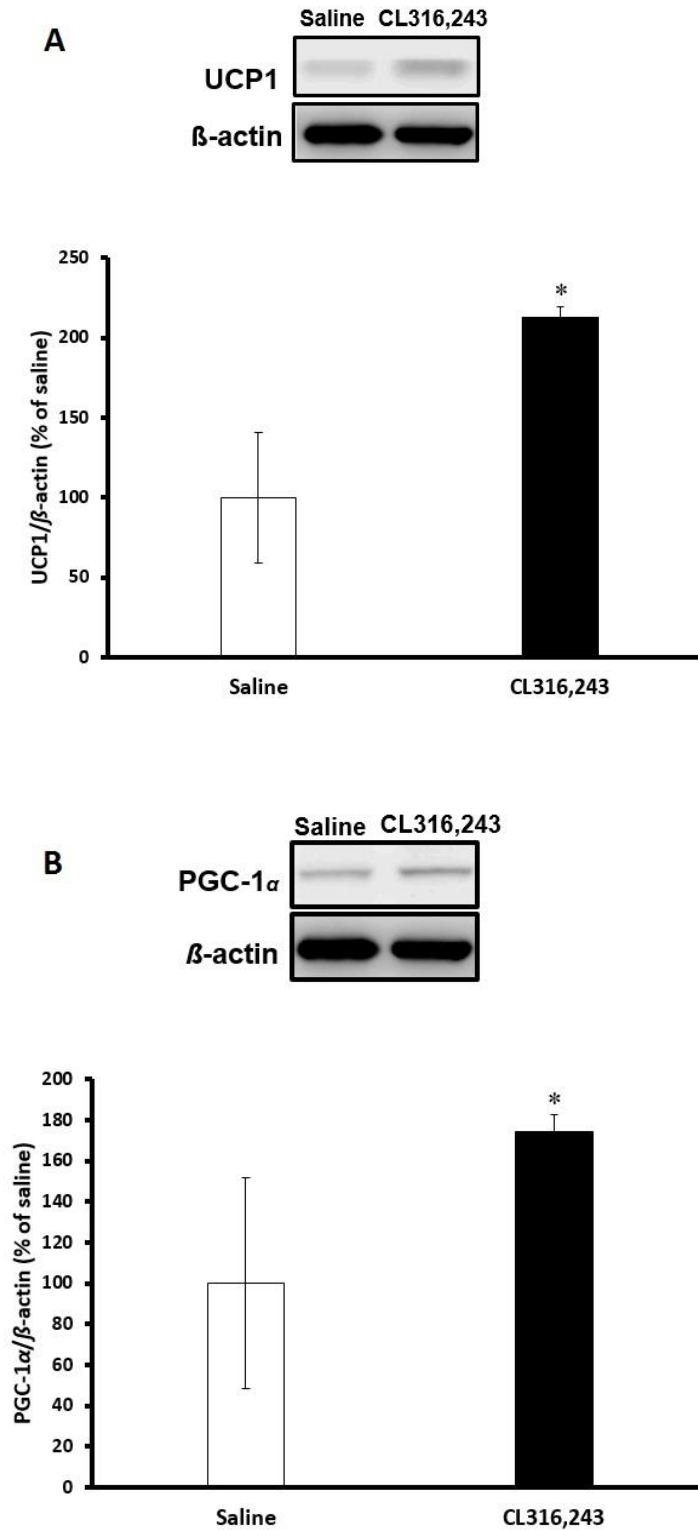 A
Saline CL316,243
UCP1
ß-actin
UCP1/β-actin (% of saline)
250
200
150
100
50
0
*
Saline
CL316,243
B
Saline CL316,243
PGC-1α
ß-actin
PGC-1α/β-actin (% of saline)
200
180
160
140
120
100
80
60
40
20
0
*
Saline
CL316,243